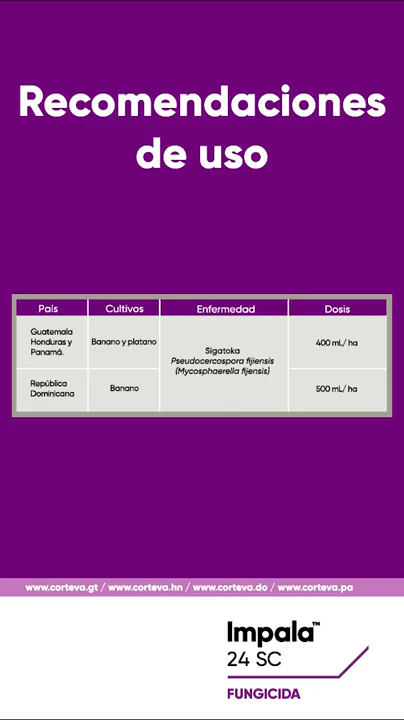 Recomendaciones
de uso
País Cultivos Enfermedad Dosis
Guatemala
Honduras y
Panamá.
Banano y platano
Sigatoka
Pseudocercospora fijiensis
(Mycosphaerella fijensis)
400 mL/ ha
República
Dominicana
Banano
500 mL/ ha
www.corteva.gt / www.corteva.hn / www.corteva.do / www.corteva.pa
Impala™
24 SC
FUNGICIDA